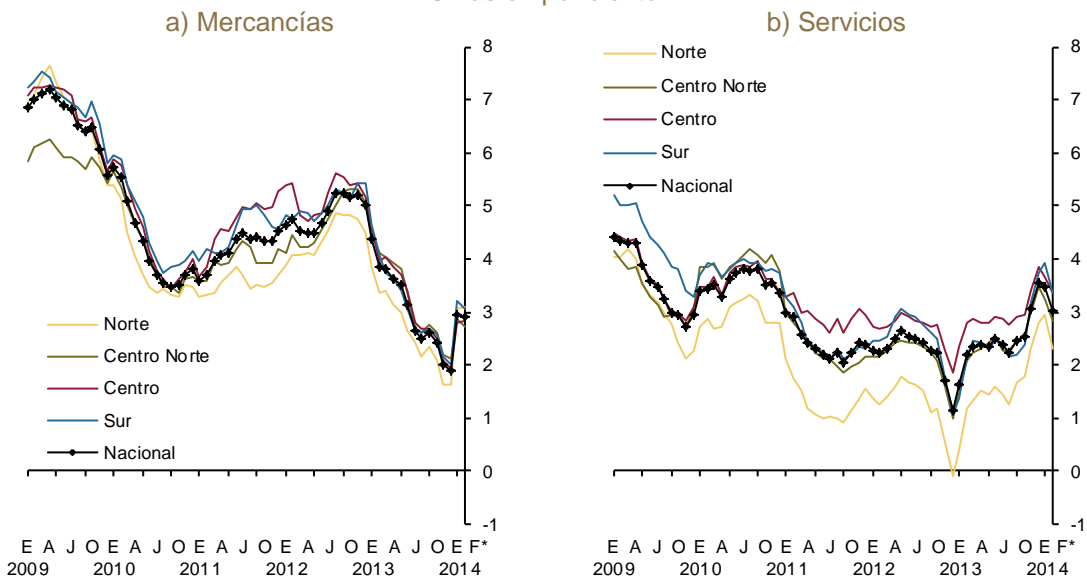 a) Mercancías
b) Servicios
Norte
Centro Norte
Centro
Sur
Nacional
8
7
6
5
4
3
2
1
0
-1
E A J O E A J O E A J O E A J O E A J O E F*
2009 2010 2011 2012 2013 2014
Norte
Centro Norte
Centro
Sur
Nacional
8
7
6
5
4
3
2
1
0
-1
E A J O E A J O E A J O E A J O E A J O E F*
2009 2010 2011 2012 2013 2014